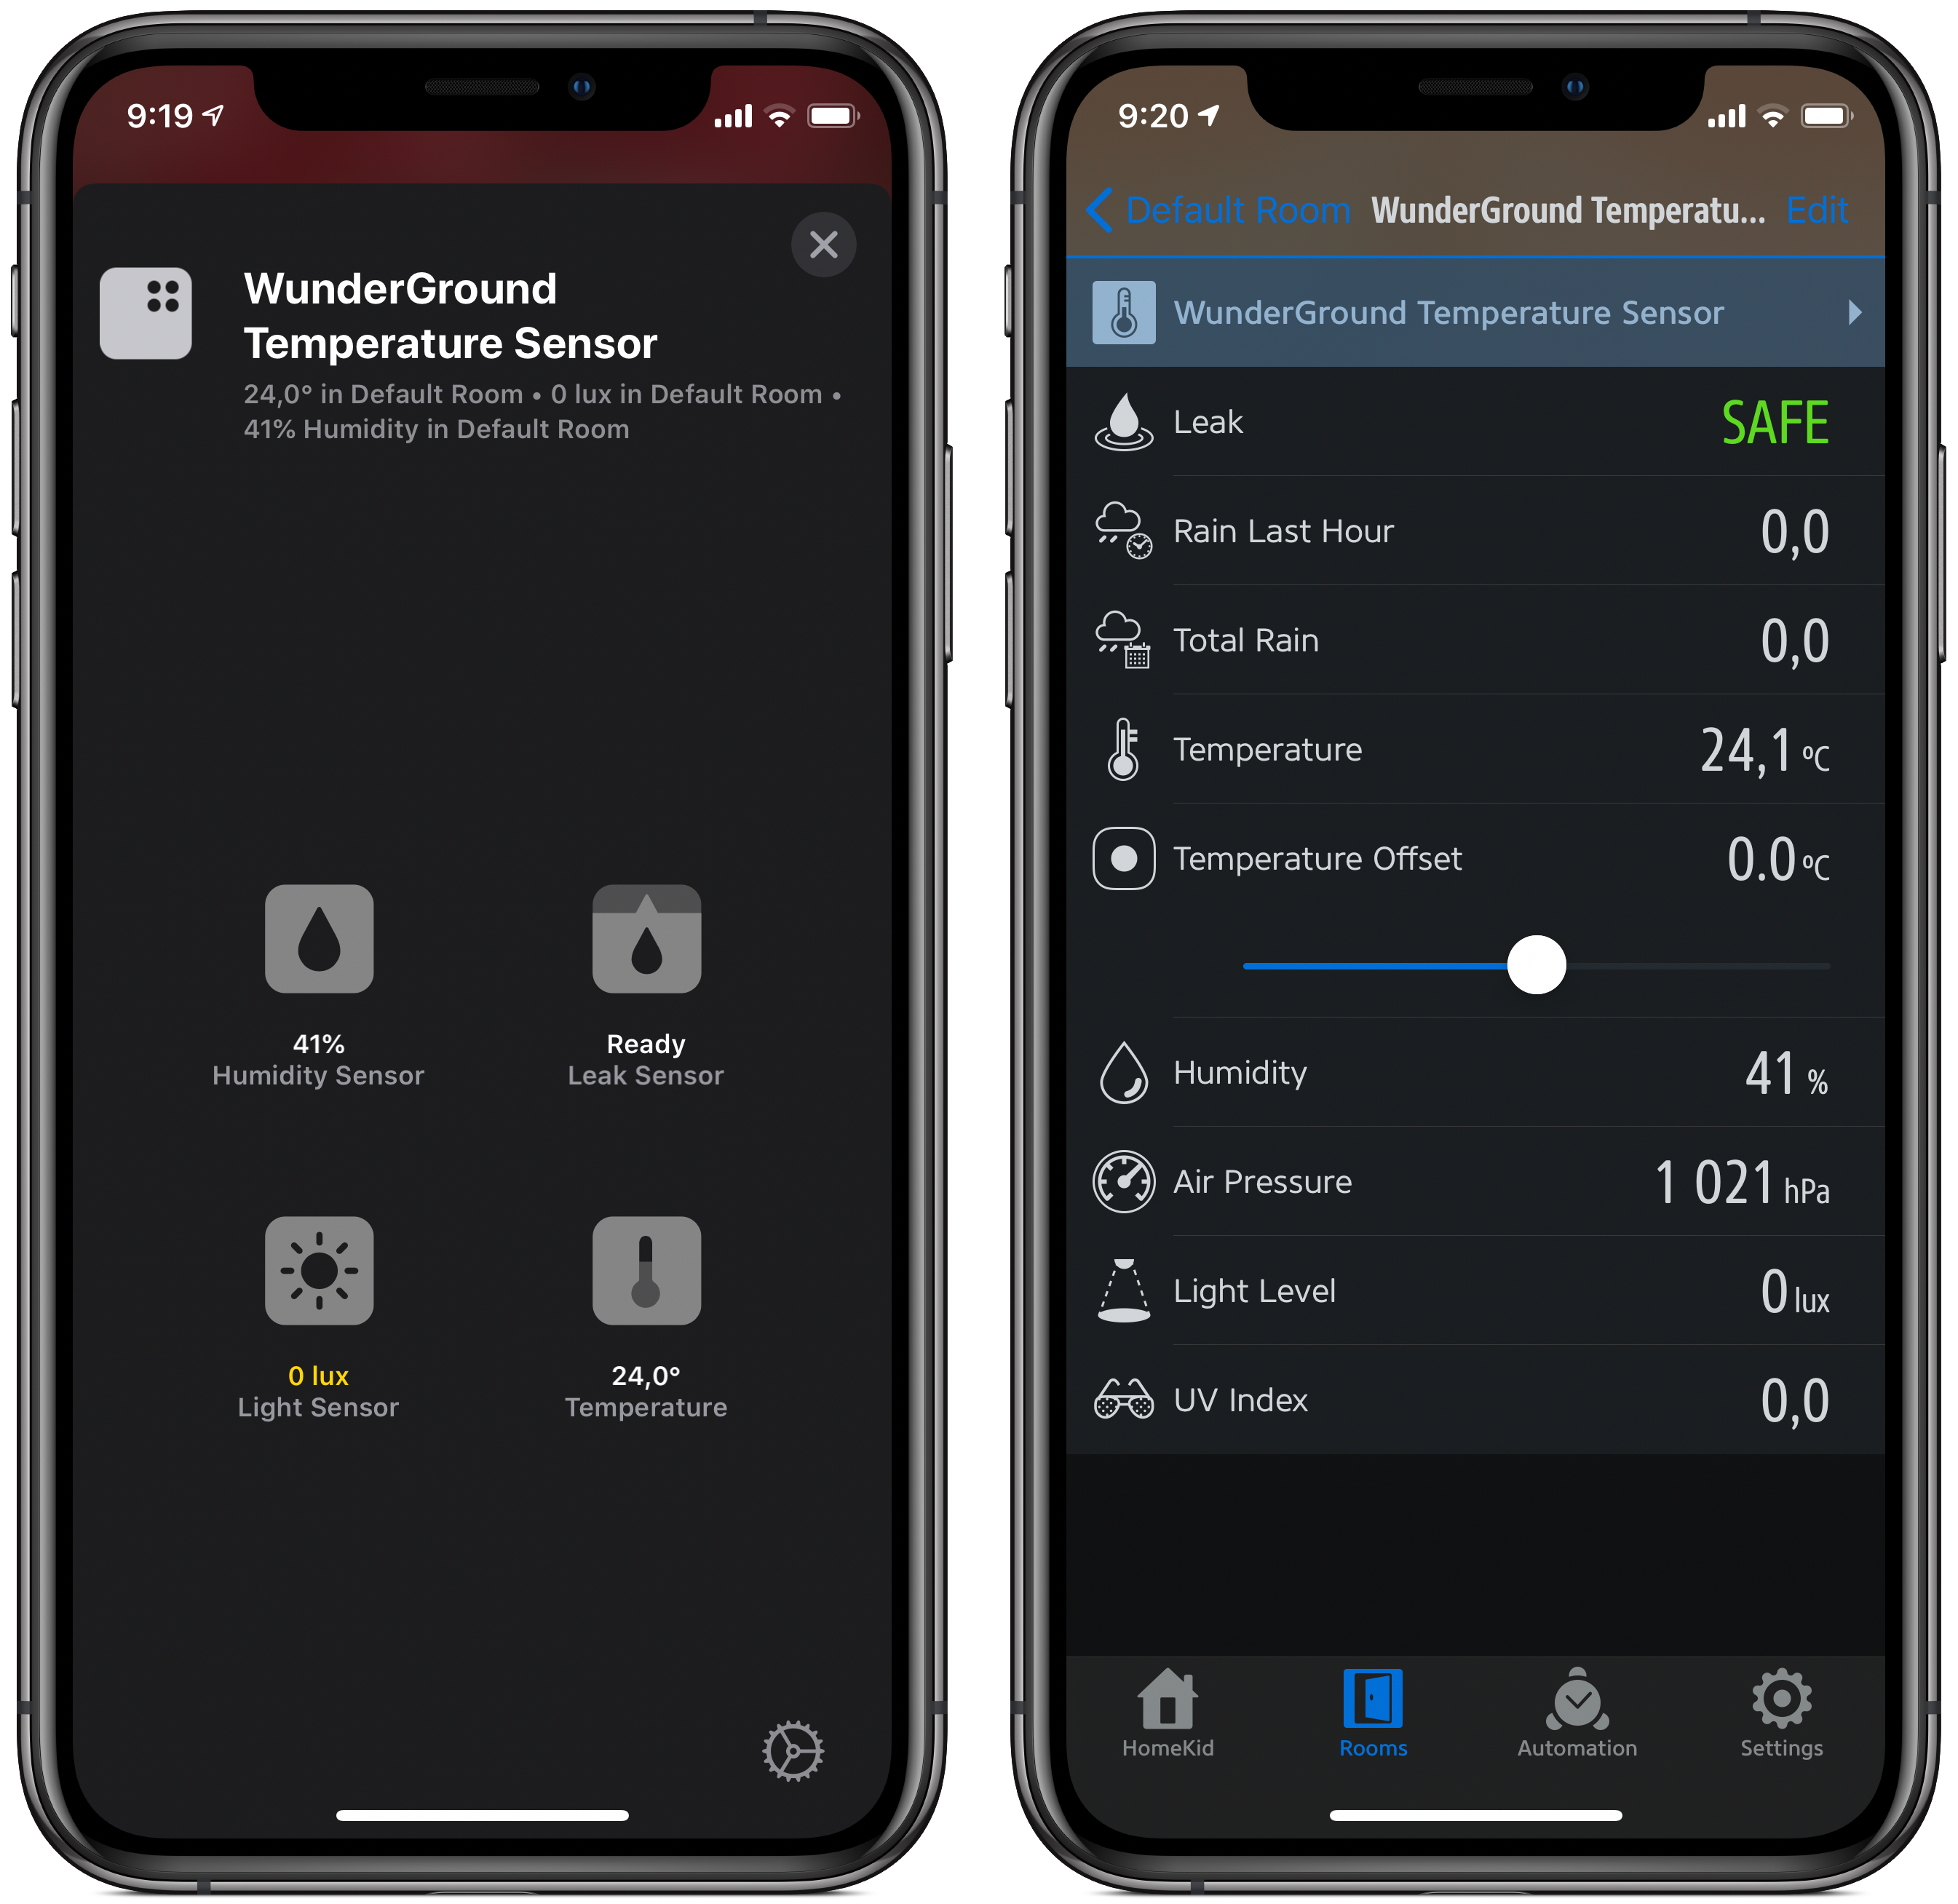 9:19
WunderGround
Temperature Sensor
24,0° in Default Room • 0 lux in Default Room •
41% Humidity in Default Room
41%
Humidity Sensor
Ready
Leak Sensor
0 lux
Light Sensor
24,0°
Temperature
9:20
Default Room WunderGround Temperatu... Edit
WunderGround Temperature Sensor
Leak SAFE
Rain Last Hour 0,0
Total Rain 0,0
Temperature 24,1 °C
Temperature Offset 0.0 °C
Humidity 41 %
Air Pressure 1 021 hPa
Light Level 0 lux
UV Index 0,0
HomeKid Rooms Automation Settings